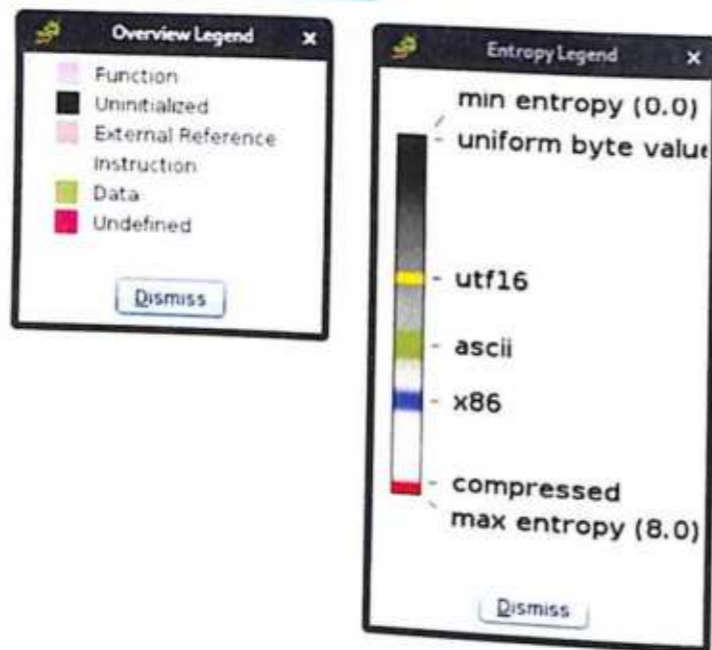 Overview Legend x
Function
Uninitialized
External Reference
Instruction
Data
Undefined
Dismiss
Entropy Legend x
min entropy (0.0)
uniform byte value
utf16
ascii
x86
compressed
max entropy (8.0)
Dismiss